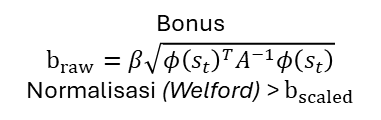 Bonus
b_raw = β√ϕ(s_t)^T A^−1 ϕ(s_t)
Normalisasi (Welford) > b_scaled